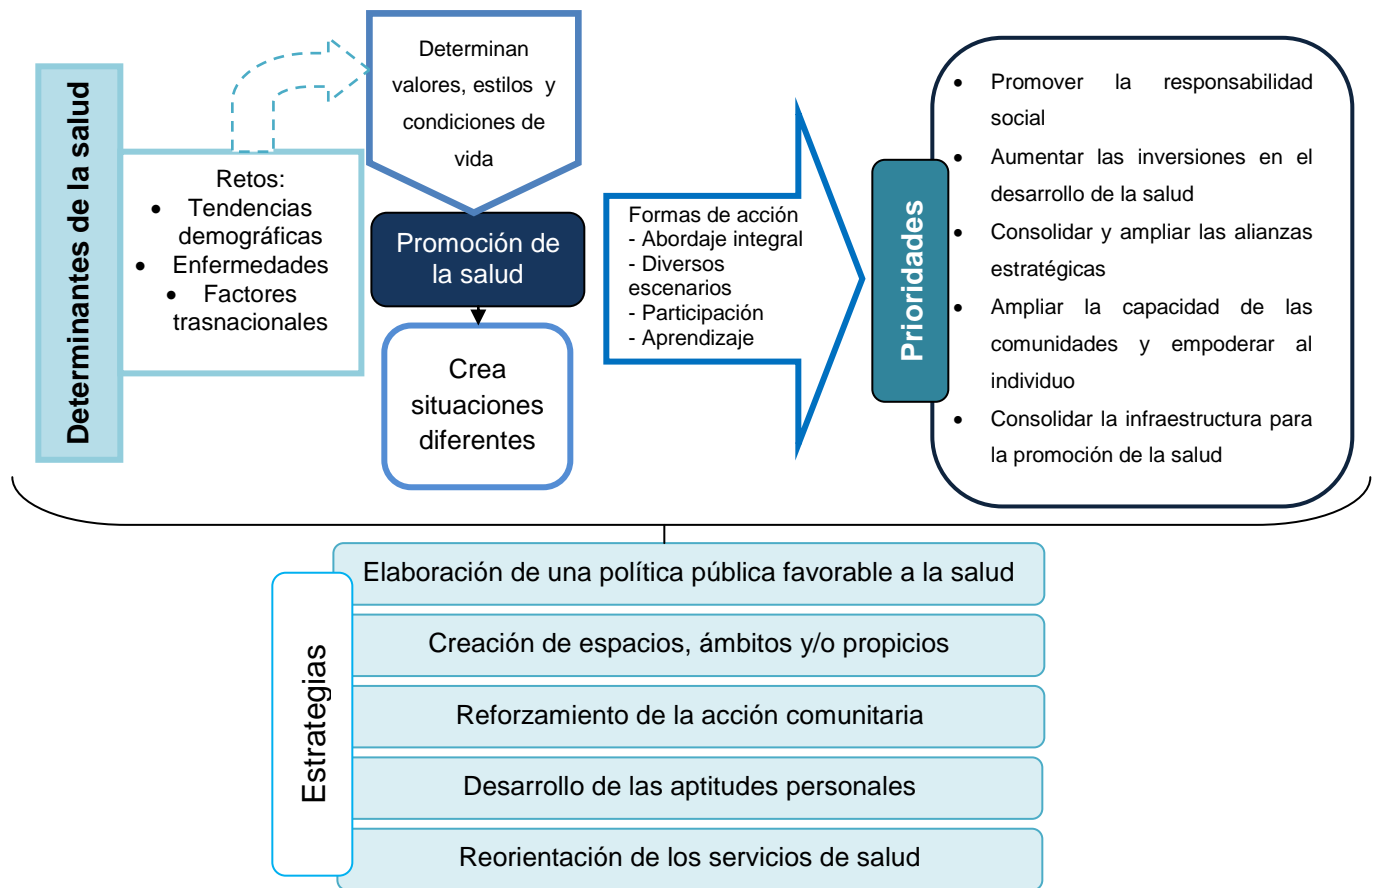 Determinantes de la salud
Retos:
• Tendencias
demográficas
• Enfermedades
• Factores
trasnacionales
Determinan
valores, estilos y
condiciones de
vida
Promoción de
la salud
Crea
situaciones
diferentes
Formas de acción
- Abordaje integral
- Diversos
escenarios
- Participación
- Aprendizaje
Prioridades
• Promover la responsabilidad
social
• Aumentar las inversiones en el
desarrollo de la salud
• Consolidar y ampliar las alianzas
estratégicas
• Ampliar la capacidad de las
comunidades y empoderar al
individuo
• Consolidar la infraestructura para
la promoción de la salud
Estrategias
Elaboración de una política pública favorable a la salud
Creación de espacios, ámbitos y/o propicios
Reforzamiento de la acción comunitaria
Desarrollo de las aptitudes personales
Reorientación de los servicios de salud